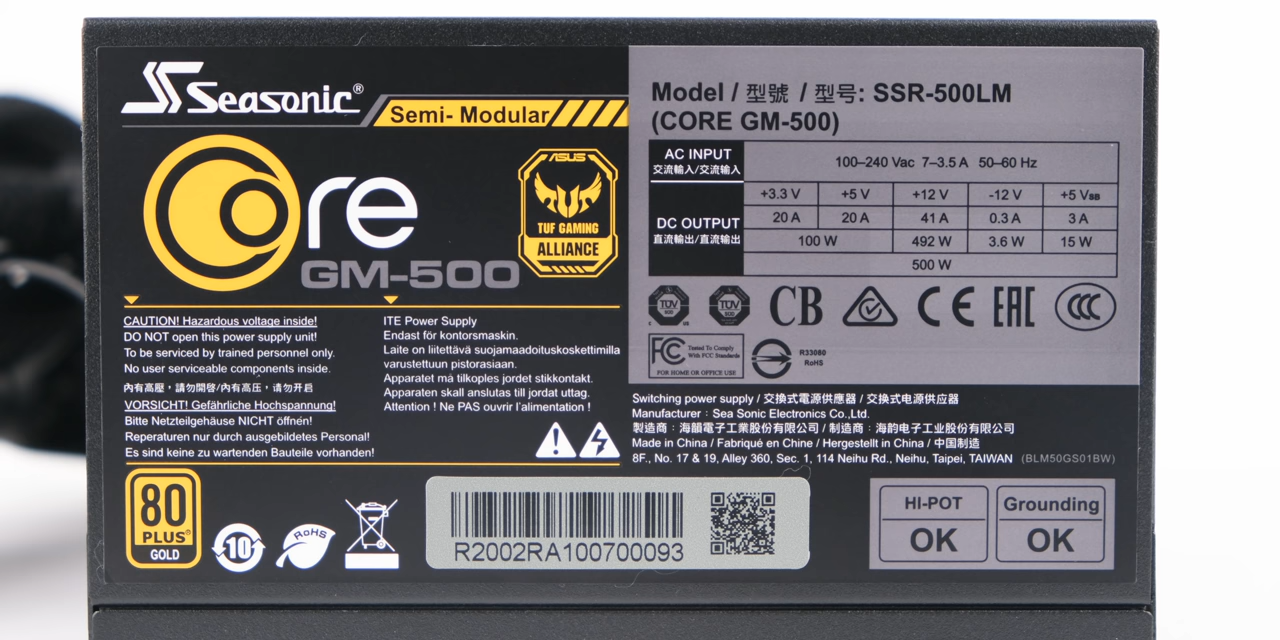 Seasonic®
Semi- Modular
Core
GM-500
ASUS
TUF GAMING
ALLIANCE
CAUTION! Hazardous voltage inside!
DO NOT open this power supply unit!
To be serviced by trained personnel only.
No user serviceable components inside.
內有高壓，請勿開啓/内有高压，请勿开启
VORSICHT! Gefährliche Hochspannung!
Bitte Netzteilgehäuse NICHT öffnen!
Reperaturen nur durch ausgebildetes Personal!
Es sind keine zu wartenden Bauteile vorhanden!
ITE Power Supply
Endast för kontorsmaskin.
Laite on liitettävä suojamaadoituskoskettimilla
varustettuun pistorasiaan.
Apparatet må tilkoples jordet stikkontakt.
Apparaten skall anslutas till jordat uttag.
Attention ! Ne PAS ouvrir l'alimentation !
80
PLUS®
GOLD
10
RoHS
R2002RA100700093
Model / 型號 / 型号: SSR-500LM
(CORE GM-500)
AC INPUT
交流輸入/交流输入
100–240 Vac 7–3.5 A 50–60 Hz
DC OUTPUT
直流輸出/直流输出
+3.3 V +5 V +12 V -12 V +5 VSB
20 A 20 A 41 A 0.3 A 3 A
100 W 492 W 3.6 W 15 W
500 W
TÜV TÜV
C US
CB CE EAC CCC
FC Tested To Comply
With FCC Standards
FOR HOME OR OFFICE USE
R33060
RoHS
Switching power supply / 交換式電源供應器 / 交换式电源供应器
Manufacturer : Sea Sonic Electronics Co.,Ltd.
製造商 : 海韻電子工業股份有限公司 / 制造商 : 海韵电子工业股份有限公司
Made in China / Fabriqué en Chine / Hergestellt in China / 中国制造
8F., No. 17 & 19, Alley 360, Sec. 1, 114 Neihu Rd., Neihu, Taipei, TAIWAN (BLM50GS01BW)
HI-POT Grounding
OK OK